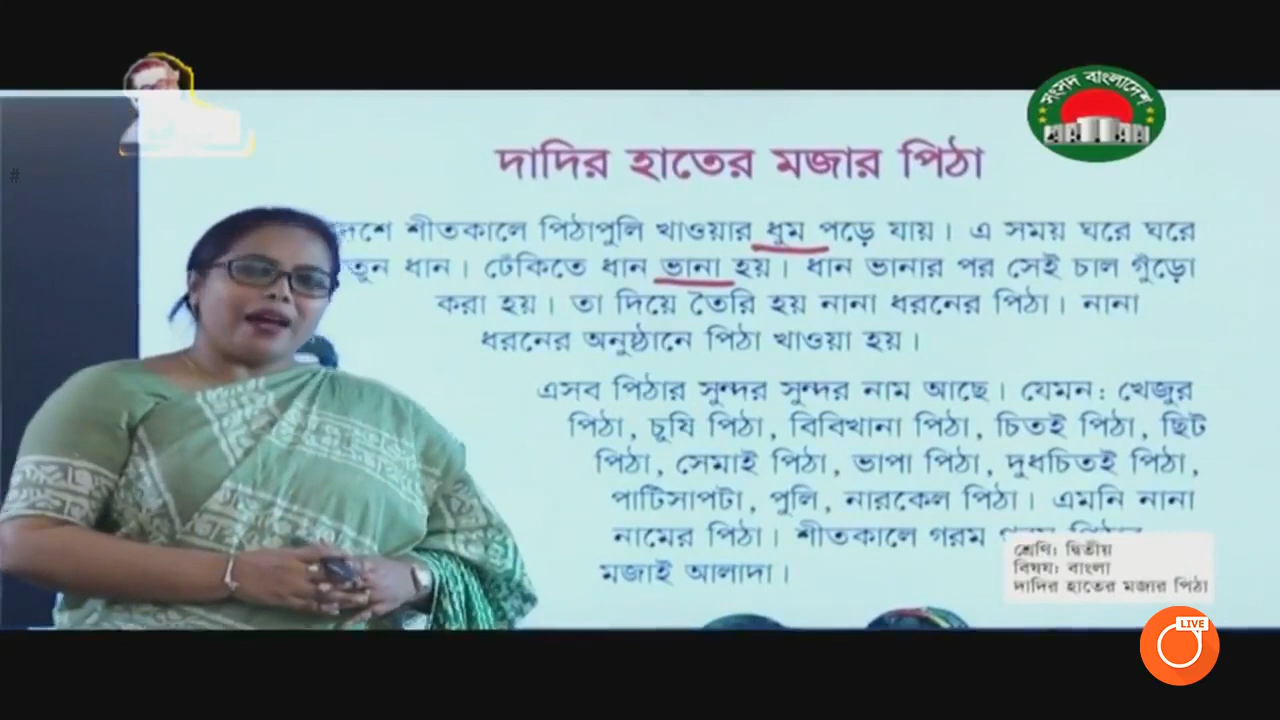 সংসদ বাংলাদেশ
দাদির হাতের মজার পিঠা
শীতকালে পিঠাপুলি খাওয়ার ধুম পড়ে যায়। এ সময় ঘরে ঘরে
ধান। ঢেঁকিতে ধান ভানা হয়। ধান ভানার পর সেই চাল গুঁড়ো
করা হয়। তা দিয়ে তৈরি হয় নানা ধরনের পিঠা। নানা
ধরনের অনুষ্ঠানে পিঠা খাওয়া হয়।
এসব পিঠার সুন্দর সুন্দর নাম আছে। যেমন: খেজুর
পিঠা, চূষি পিঠা, বিবিখানা পিঠা, চিতই পিঠা, ছিট
পিঠা, সেমাই পিঠা, ভাপা পিঠা, দুধচিতই পিঠা,
পাটিসাপটা, পুলি, নারকেল পিঠা। এমনি নানা
নামের পিঠা। শীতকালে গরম
মজাই আলাদা।
শ্রেণি: দ্বিতীয়
বিষয়: বাংলা
দাদির হাতের মজার পিঠা
LIVE
#